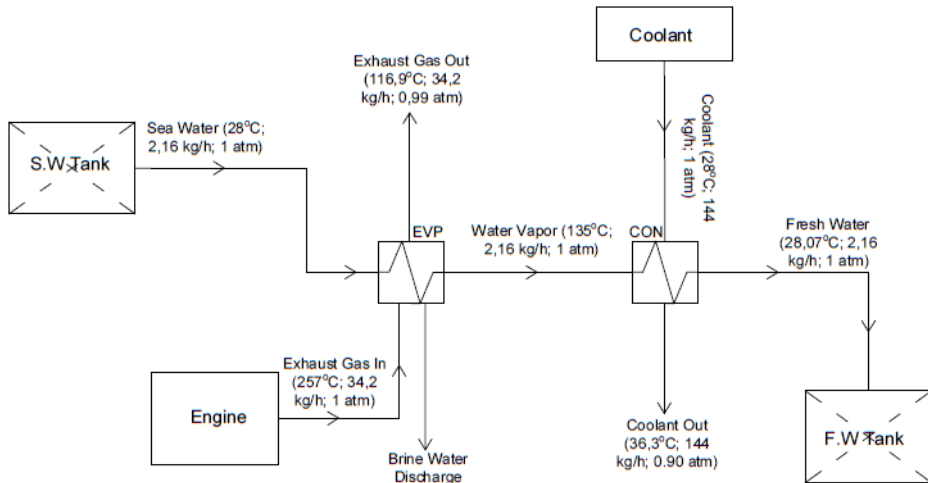 Coolant
Exhaust Gas Out
(116,9°C; 34,2
kg/h; 0,99 atm)
Coolant (28°C; 144
kg/h; 1 atm)
Sea Water (28°C;
2,16 kg/h; 1 atm)
S.W Tank
EVP
Water Vapor (135°C;
2,16 kg/h; 1 atm)
CON
Fresh Water
(28,07°C; 2,16
kg/h; 1 atm)
Exhaust Gas In
(257°C; 34,2
kg/h; 1 atm)
Engine
Brine Water
Discharge
Coolant Out
(36,3°C; 144
kg/h; 0.90 atm)
F.W Tank